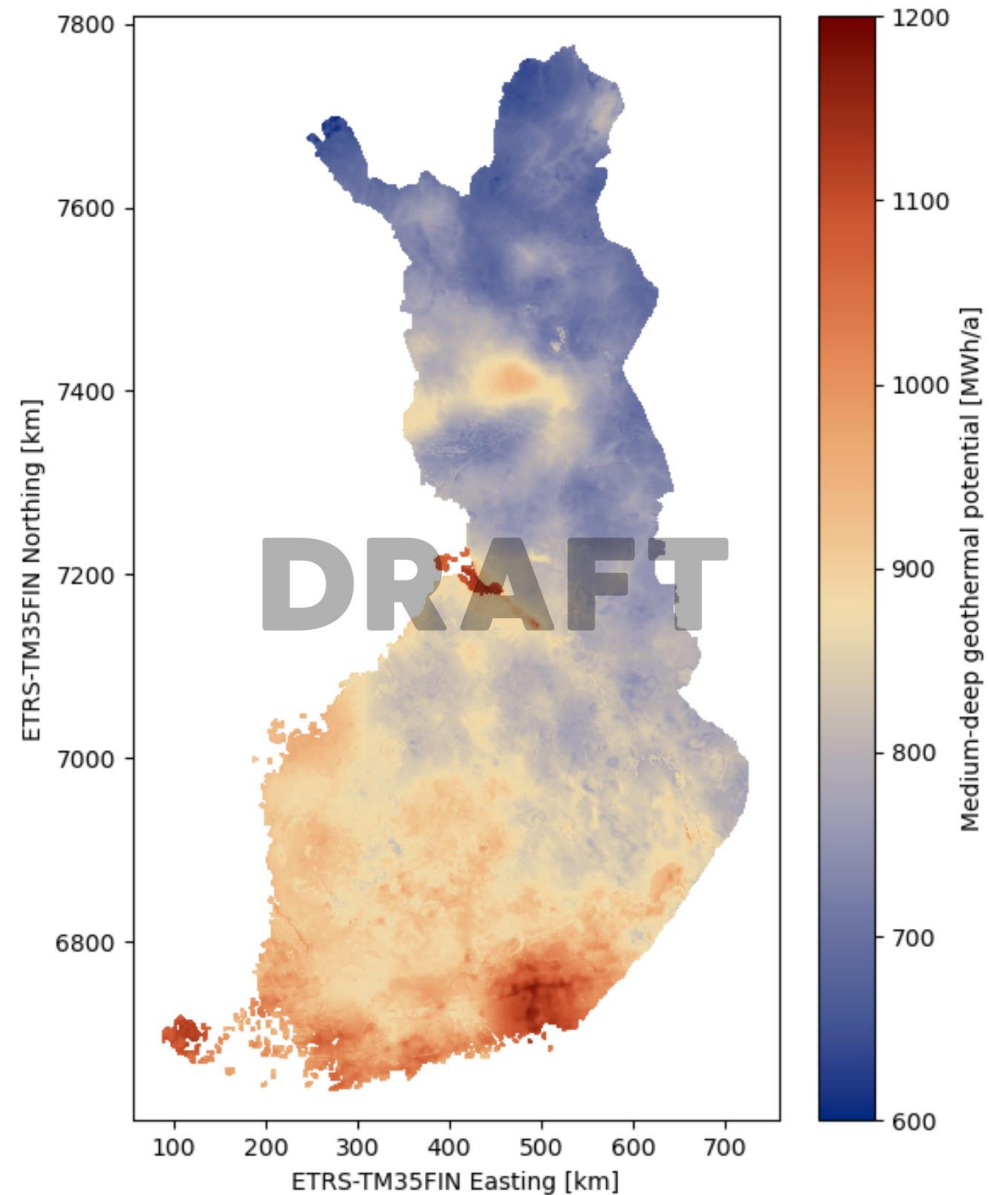 7800
7600
7400
7200
7000
6800
ETRS-TM35FIN Northing [km]
DRAFT
100 200 300 400 500 600 700
ETRS-TM35FIN Easting [km]
1200
1100
1000
900
800
700
600
Medium-deep geothermal potential [MWh/a]